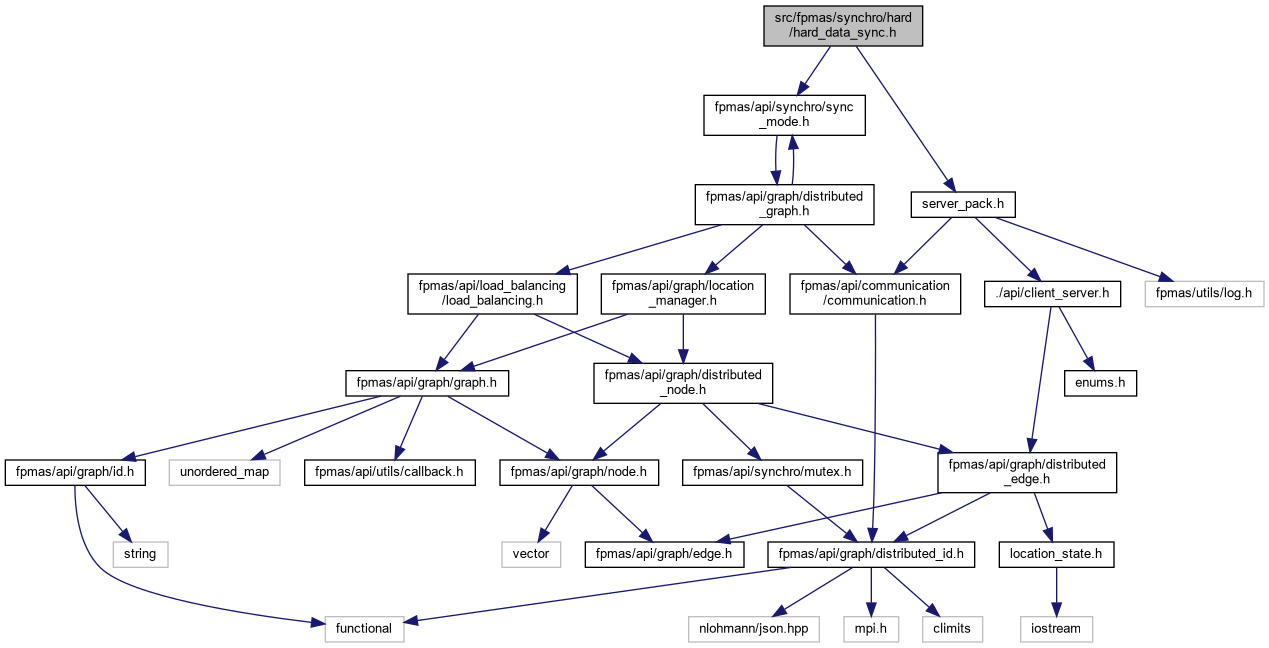 src/fpmas/synchro/hard
/hard_data_sync.h
fpmas/api/synchro/sync
_mode.h
fpmas/api/graph/distributed
_graph.h
server_pack.h
fpmas/api/load_balancing
/load_balancing.h
fpmas/api/graph/location
_manager.h
fpmas/api/communication
/communication.h
./api/client_server.h
fpmas/utils/log.h
fpmas/api/graph/graph.h
fpmas/api/graph/distributed
_node.h
enums.h
fpmas/api/graph/id.h
unordered_map
fpmas/api/utils/callback.h
fpmas/api/graph/node.h
fpmas/api/synchro/mutex.h
fpmas/api/graph/distributed
_edge.h
string
vector
fpmas/api/graph/edge.h
fpmas/api/graph/distributed_id.h
location_state.h
functional
nlohmann/json.hpp
mpi.h
climits
iostream